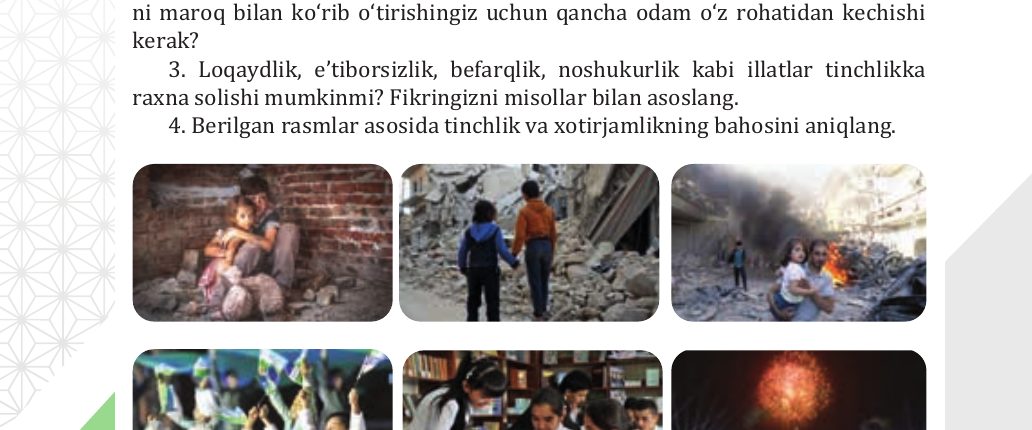 ni maroq bilan ko‘rib o‘tirishingiz uchun qancha odam o‘z rohatidan kechishi
kerak?
3. Loqaydlik, e’tiborsizlik, befarqlik, noshukurlik kabi illatlar tinchlikka
raxna solishi mumkinmi? Fikringizni misollar bilan asoslang.
4. Berilgan rasmlar asosida tinchlik va xotirjamlikning bahosini aniqlang.